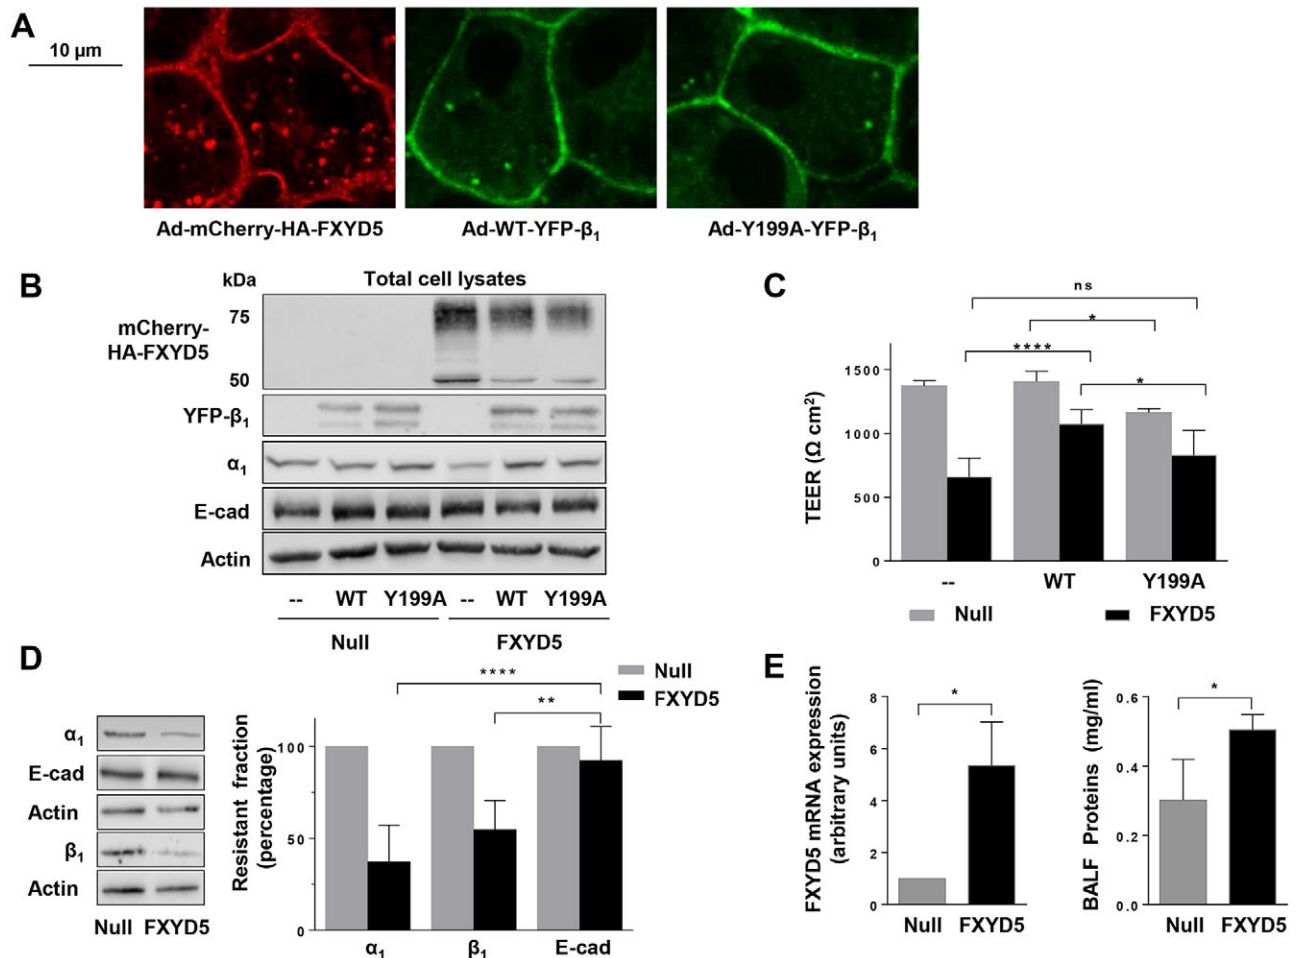 A
10 µm
Ad-mCherry-HA-FXYD5
Ad-WT-YFP-β1
Ad-Y199A-YFP-β1
B
kDa
Total cell lysates
mCherry-
HA-FXYD5
75
50
YFP-β1
α1
E-cad
Actin
-- WT Y199A -- WT Y199A
Null FXYD5
C
ns
*
****
*
TEER (Ω cm2)
1500
1000
500
0
-- WT Y199A
Null FXYD5
D
α1
E-cad
Actin
β1
Actin
Null FXYD5
Null
FXYD5
****
**
Resistant fraction
(percentage)
100
50
0
α1 β1 E-cad
E
FXYD5 mRNA expression
(arbitrary units)
8
6
4
2
0
*
Null FXYD5
BALF Proteins (mg/ml)
0.6
0.4
0.2
0.0
*
Null FXYD5